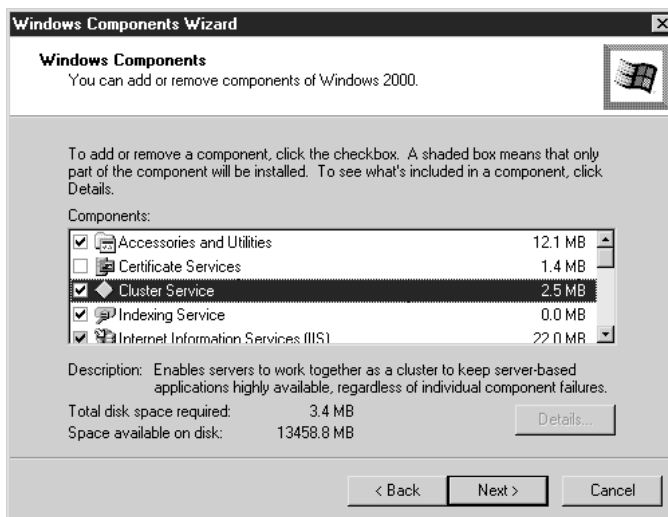 Windows Components Wizard
Windows Components
You can add or remove components of Windows 2000.
To add or remove a component, click the checkbox. A shaded box means that only
part of the component will be installed. To see what's included in a component, click
Details.
Components:
Accessories and Utilities 12.1 MB
Certificate Services 1.4 MB
Cluster Service 2.5 MB
Indexing Service 0.0 MB
Internet Information Services (IIS) 22.0 MB
Description: Enables servers to work together as a cluster to keep server-based
applications highly available, regardless of individual component failures.
Total disk space required: 3.4 MB
Space available on disk: 13458.8 MB
Details...
< Back Next > Cancel